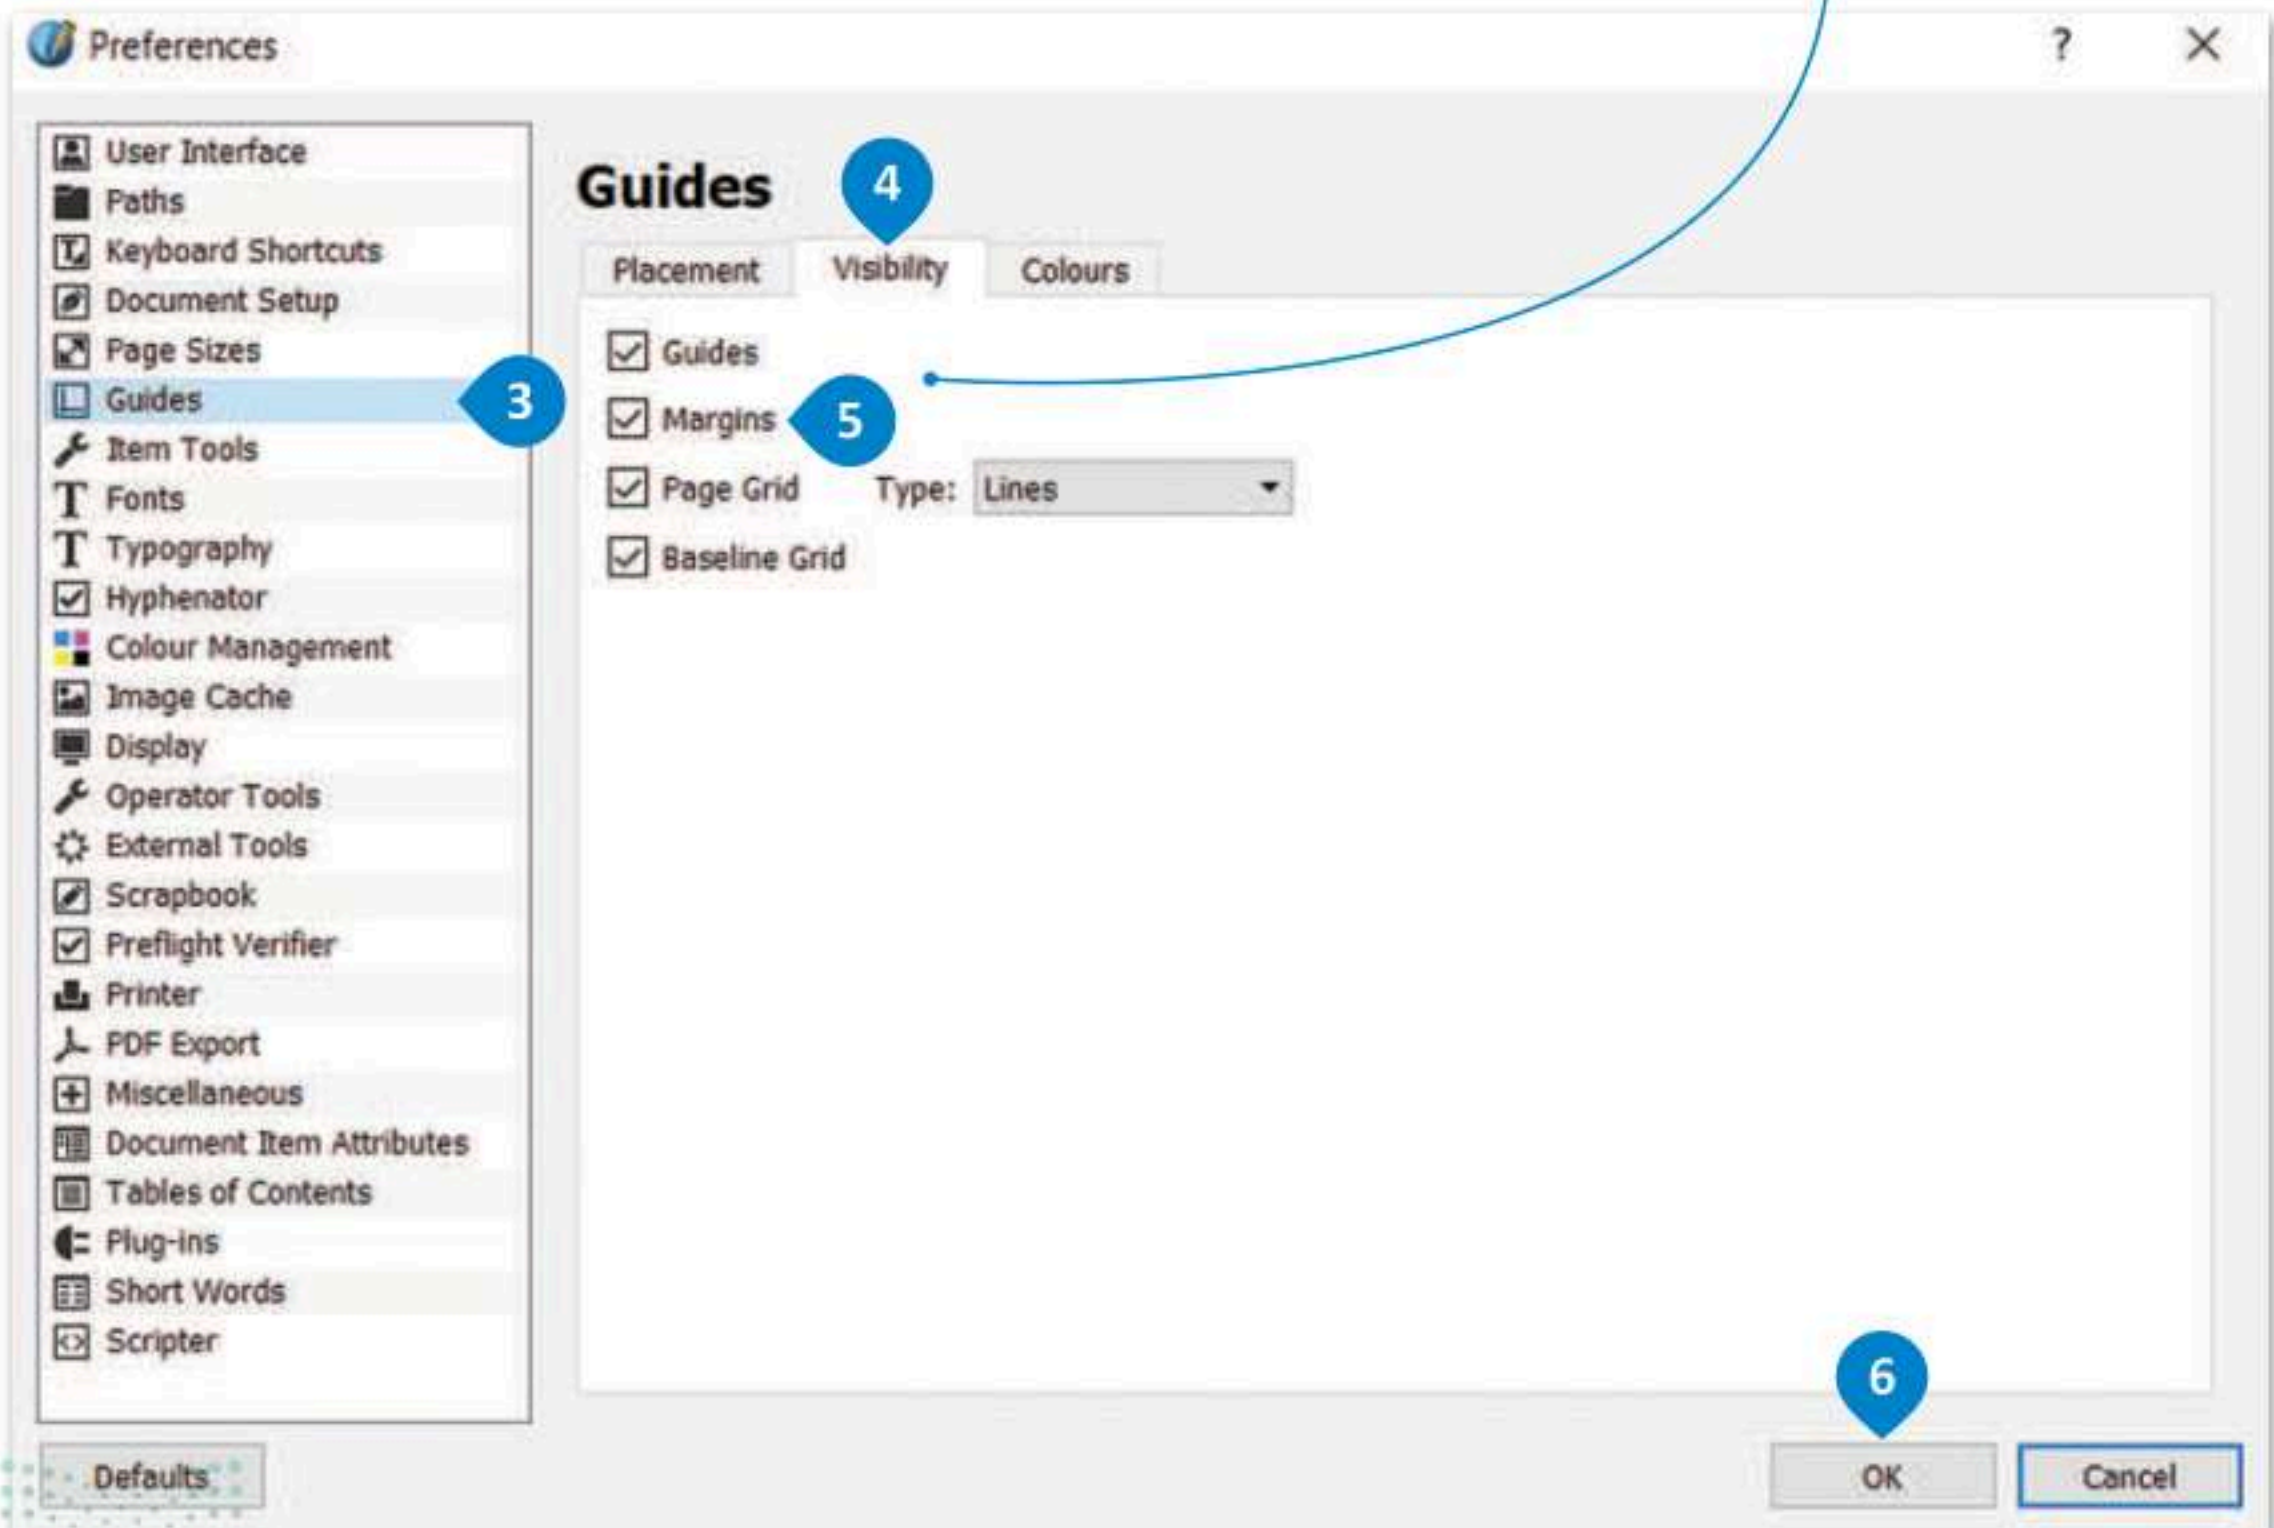 Preferences
?
User Interface
Paths
Keyboard Shortcuts
Document Setup
Page Sizes
Guides
3
Item Tools
Fonts
Typography
Hyphenator
Colour Management
Image Cache
Display
Operator Tools
External Tools
Scrapbook
Preflight Verifier
Printer
PDF Export
Miscellaneous
Document Item Attributes
Tables of Contents
Plug-ins
Short Words
Scripter
Defaults
Guides
4
Placement Visibility Colours
Guides
Margins 5
Page Grid Type: Lines
Baseline Grid
6
OK Cancel